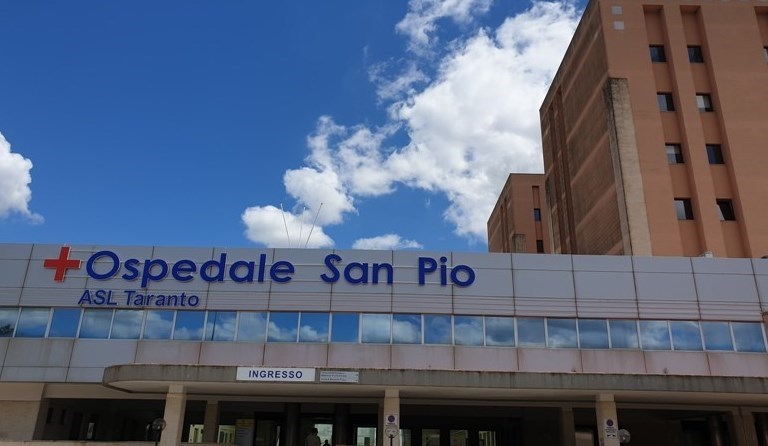 Ospedale San Pio
ASL Taranto
INGRESSO